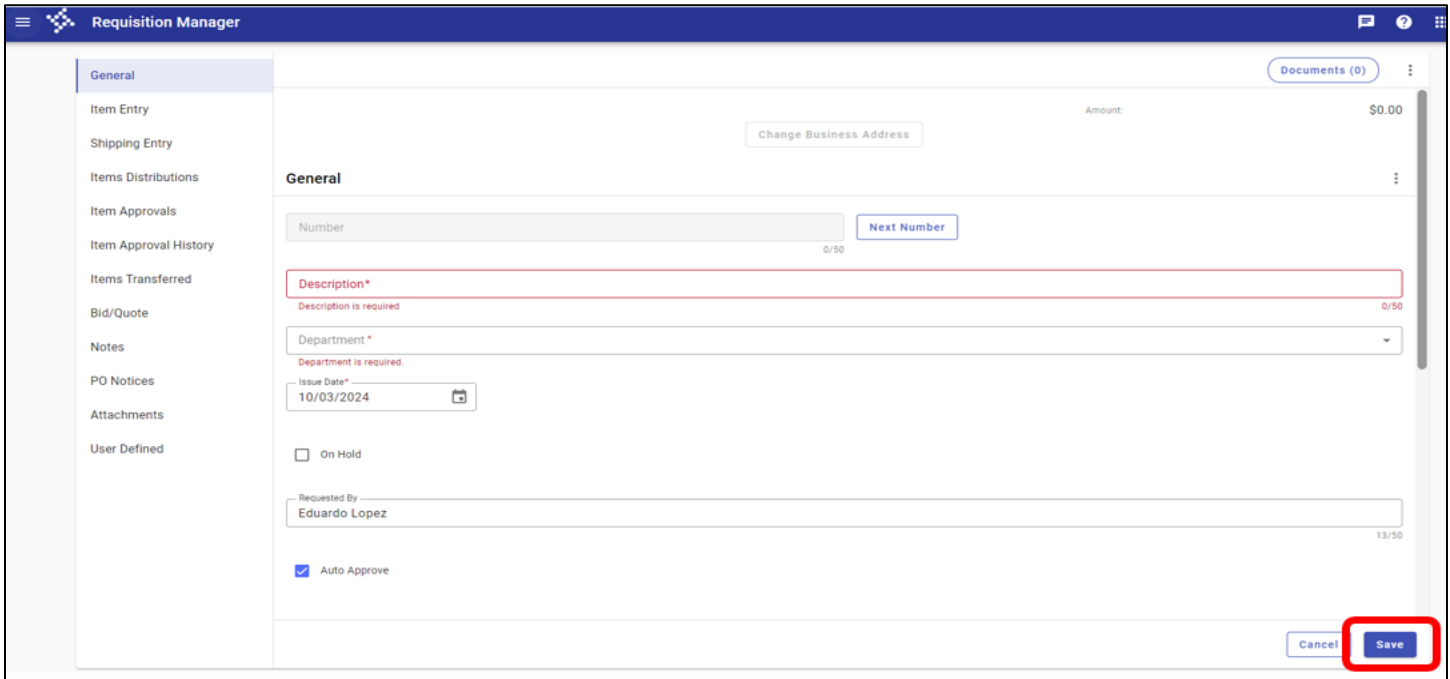 Requisition Manager
General
Item Entry
Shipping Entry
Items Distributions
Item Approvals
Item Approval History
Items Transferred
Bid/Quote
Notes
PO Notices
Attachments
User Defined
Documents (0)
Amount:
$0.00
Change Business Address
General
Number
Next Number
0/50
Description*
Description is required
0/50
Department *
Department is required.
Issue Date*
10/03/2024
On Hold
Requested By
Eduardo Lopez
13/50
Auto Approve
Cancel
Save